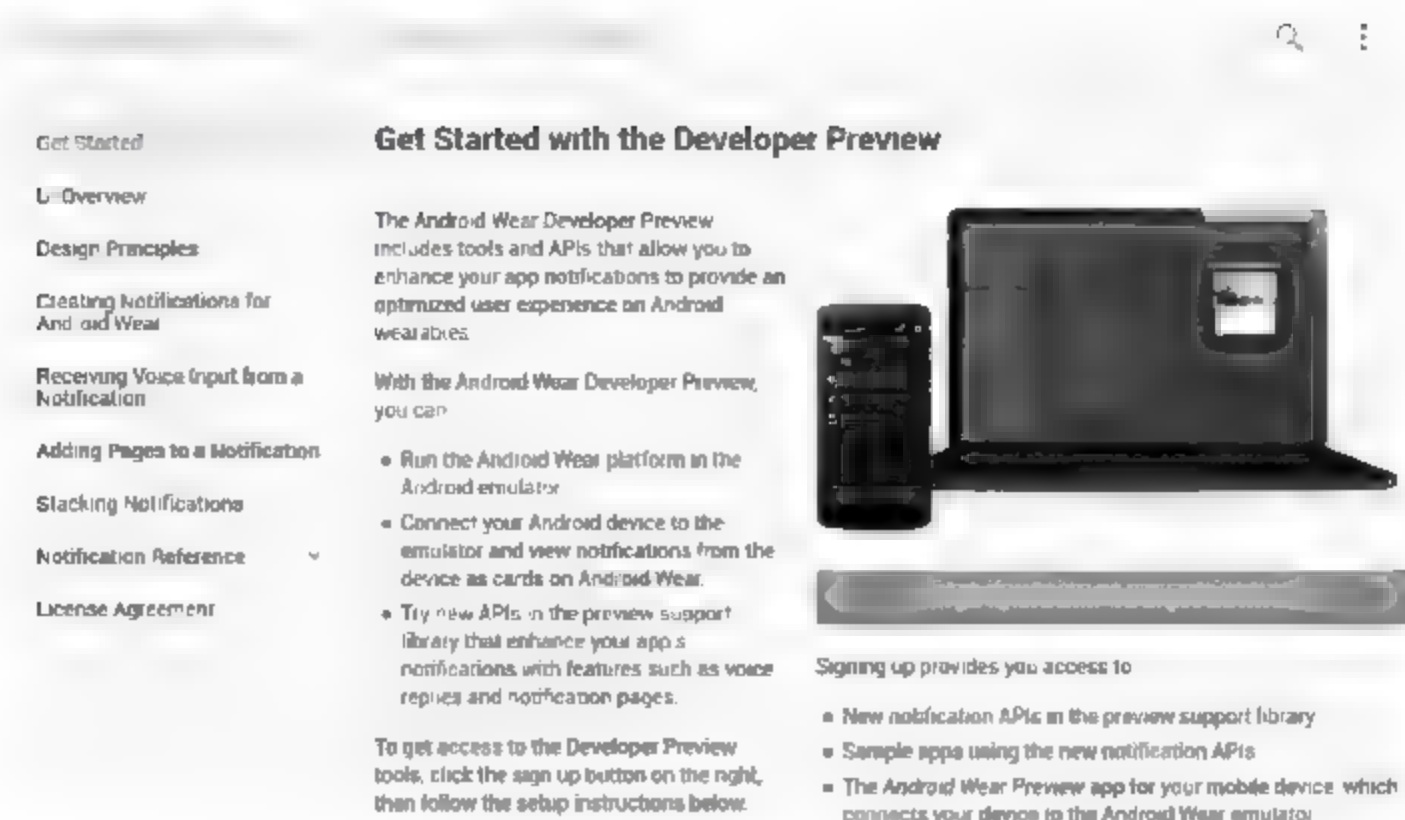 Get Started
UI Overview
Design Principles
Creating Notifications for
Android Wear
Receiving Voice Input from a
Notification
Adding Pages to a Notification
Stacking Notifications
Notification Reference
License Agreement
Get Started with the Developer Preview
The Android Wear Developer Preview
includes tools and APIs that allow you to
enhance your app notifications to provide an
optimized user experience on Android
wearables.
With the Android Wear Developer Preview,
you can:
• Run the Android Wear platform in the
Android emulator.
• Connect your Android device to the
emulator and view notifications from the
device as cards on Android Wear.
• Try new APIs in the preview support
library that enhance your app's
notifications with features such as voice
replies and notification pages.
To get access to the Developer Preview
tools, click the sign up button on the right,
then follow the setup instructions below.
Signing up provides you access to
• New notification APIs in the preview support library
• Sample apps using the new notification APIs
• The Android Wear Preview app for your mobile device which
connects your device to the Android Wear emulator